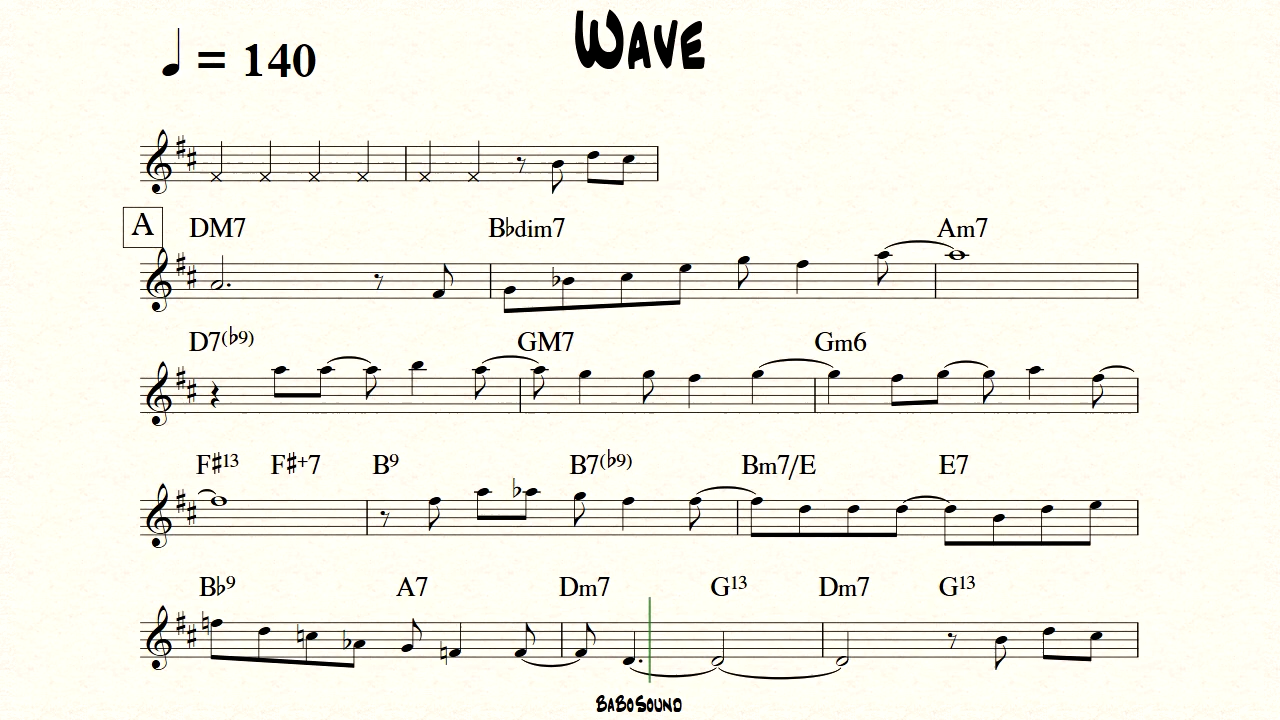 Wave
♩ = 140
A DM7 B♭dim7 Am7
D7(♭9) GM7 Gm6
F♯13 F♯+7 B9 B7(♭9) Bm7/E E7
B♭9 A7 Dm7 G13 Dm7 G13
BaBoSound